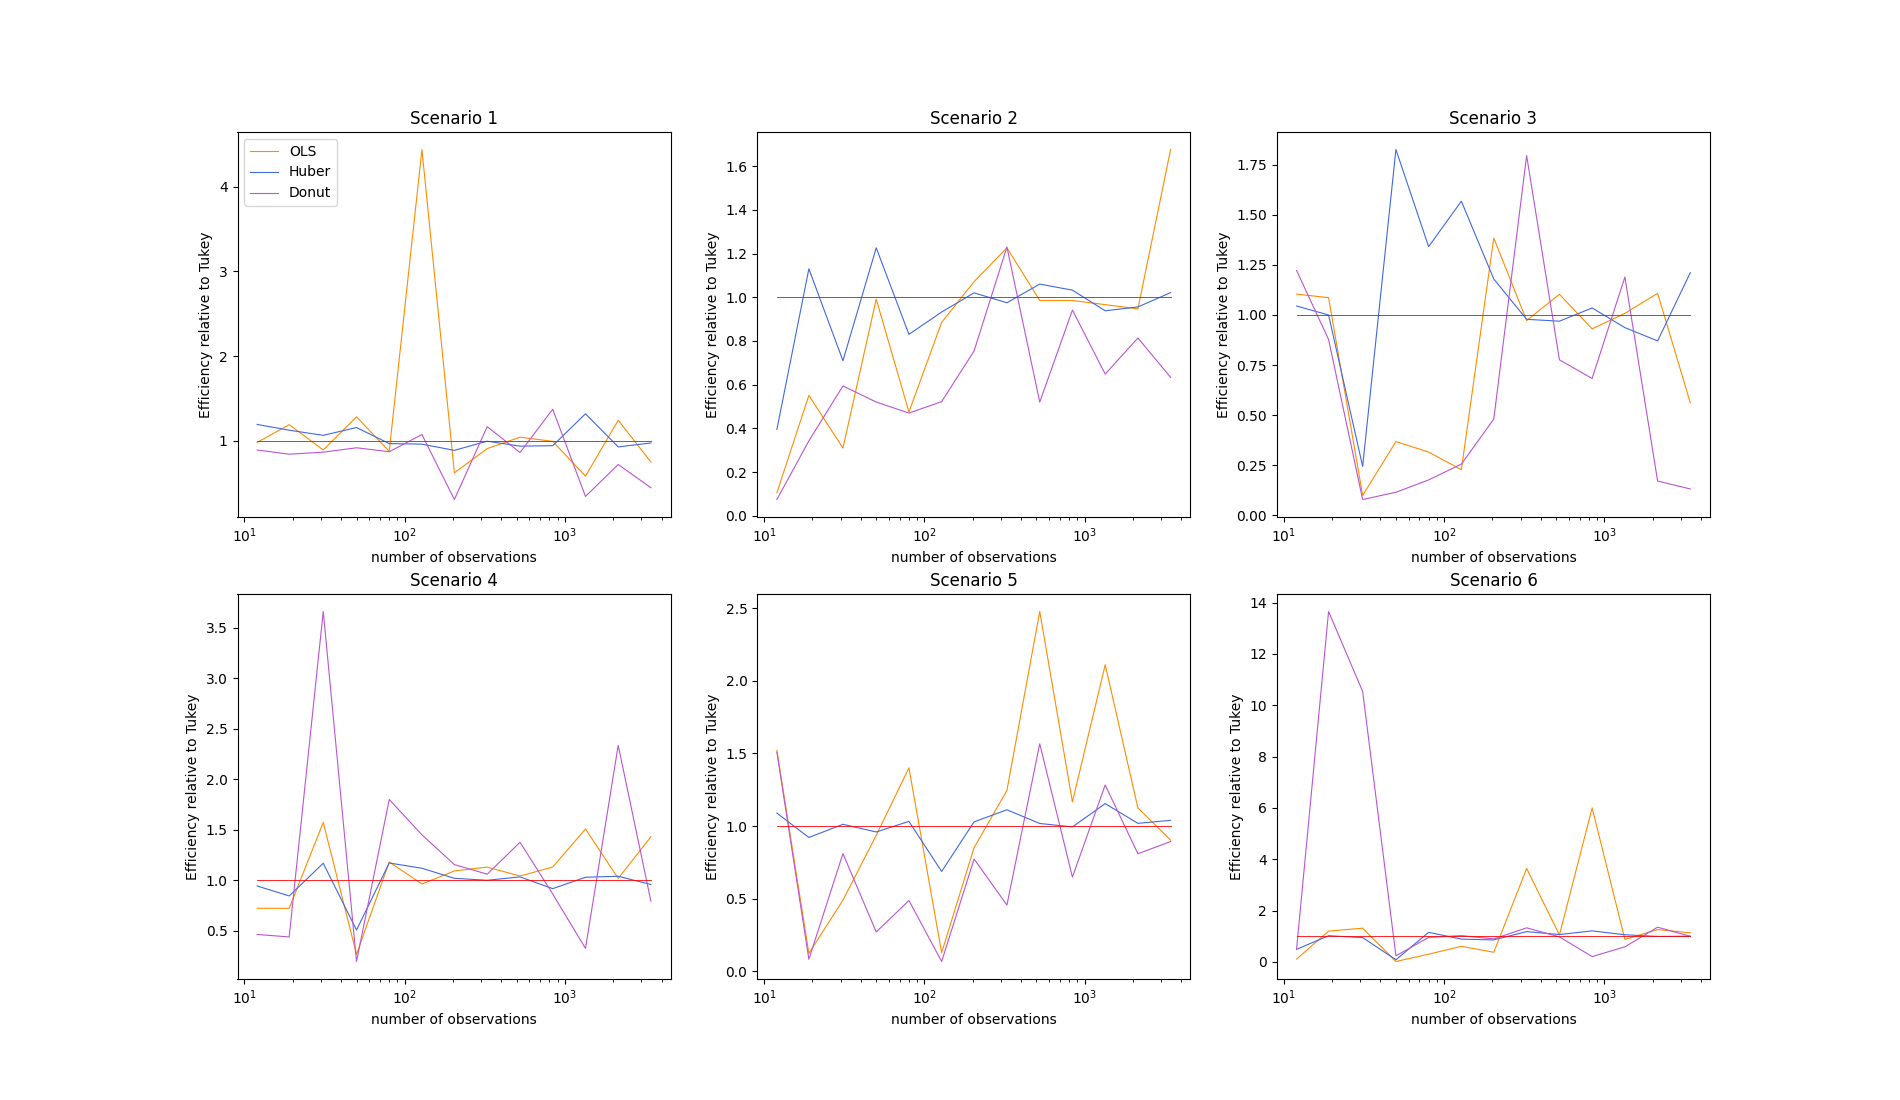 Scenario 1
Efficiency relative to Tukey
4
3
2
1
OLS
Huber
Donut
10¹ 10² 10³
number of observations
Scenario 2
Efficiency relative to Tukey
1.6
1.4
1.2
1.0
0.8
0.6
0.4
0.2
0.0
10¹ 10² 10³
number of observations
Scenario 3
Efficiency relative to Tukey
1.75
1.50
1.25
1.00
0.75
0.50
0.25
0.00
10¹ 10² 10³
number of observations
Scenario 4
Efficiency relative to Tukey
3.5
3.0
2.5
2.0
1.5
1.0
0.5
10¹ 10² 10³
number of observations
Scenario 5
Efficiency relative to Tukey
2.5
2.0
1.5
1.0
0.5
0.0
10¹ 10² 10³
number of observations
Scenario 6
Efficiency relative to Tukey
14
12
10
8
6
4
2
0
10¹ 10² 10³
number of observations